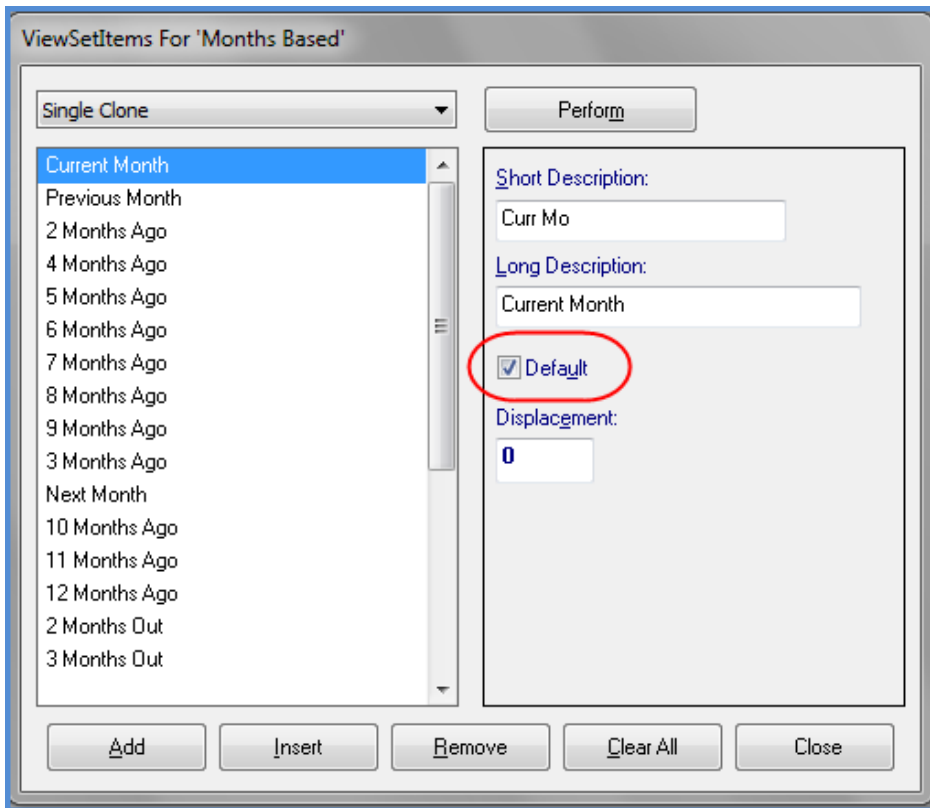 ViewSetItems For 'Months Based'
Single Clone
Perform
Current Month
Previous Month
2 Months Ago
4 Months Ago
5 Months Ago
6 Months Ago
7 Months Ago
8 Months Ago
9 Months Ago
3 Months Ago
Next Month
10 Months Ago
11 Months Ago
12 Months Ago
2 Months Out
3 Months Out
Short Description:
Curr Mo
Long Description:
Current Month
Default
Displacement:
0
Add
Insert
Remove
Clear All
Close